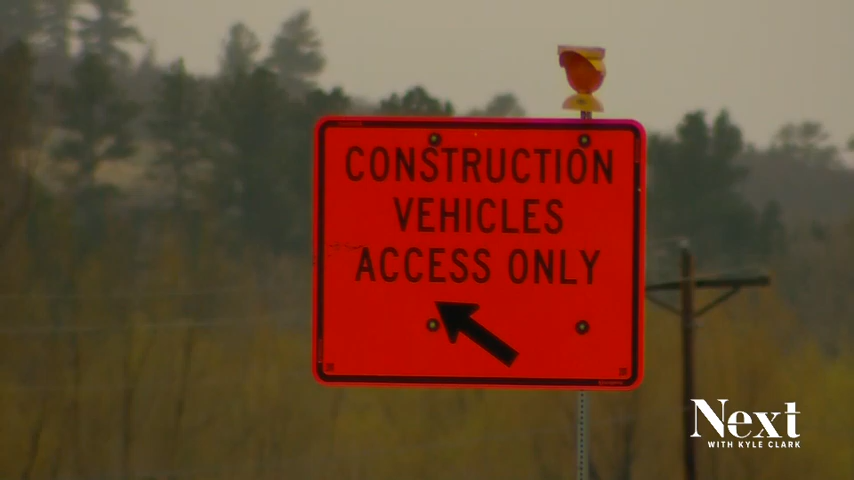 CONSTRUCTION
VEHICLES
ACCESS ONLY
Next
WITH KYLE CLARK